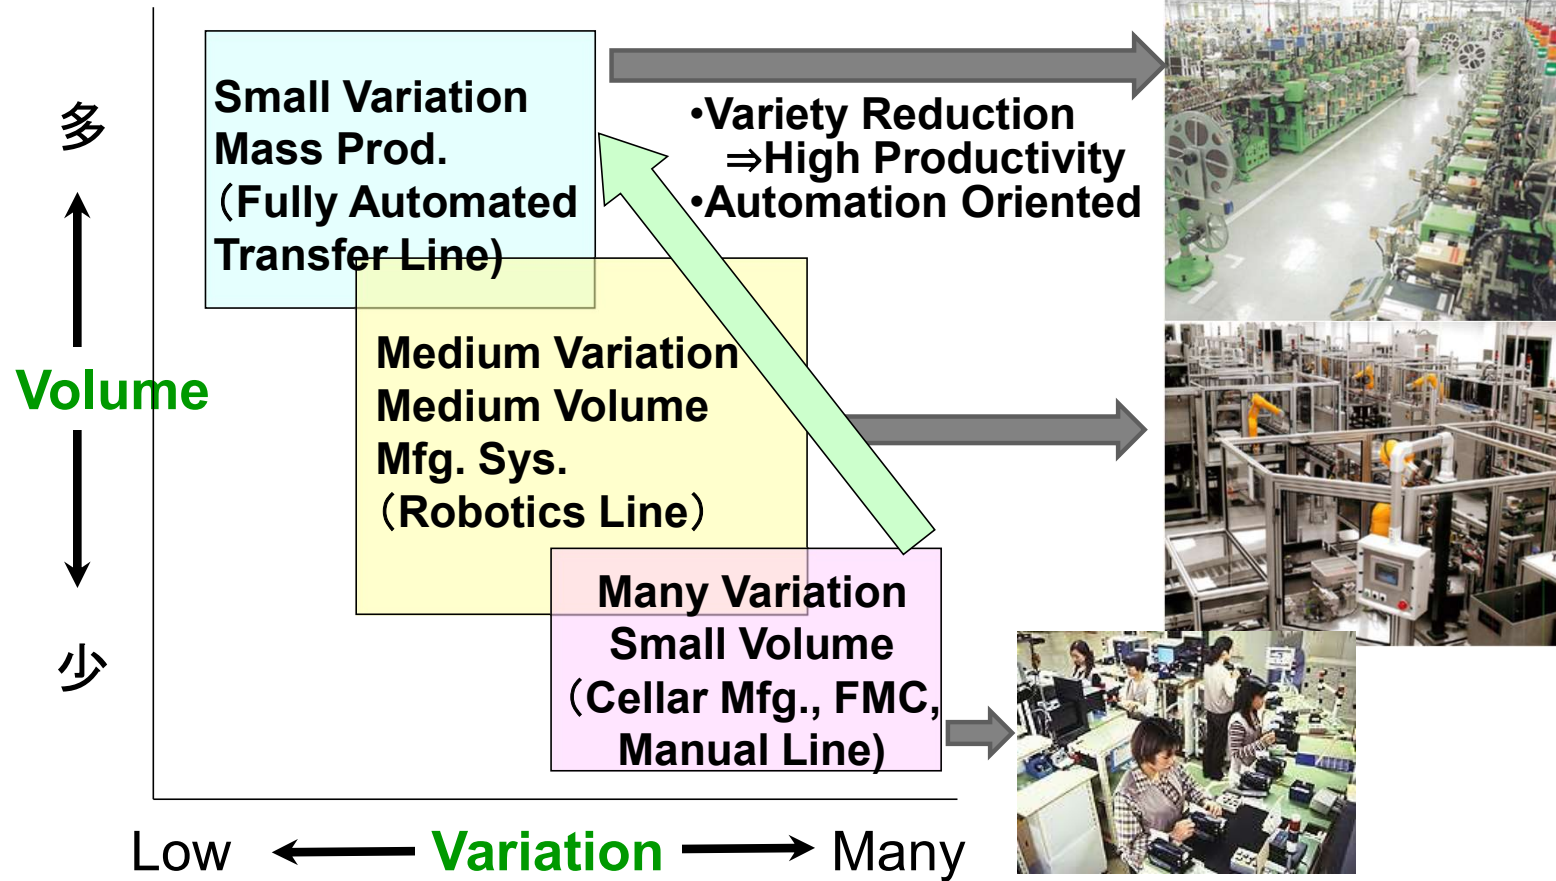 多
Volume
少
Small Variation
Mass Prod.
（Fully Automated
Transfer Line)
•Variety Reduction
⇒High Productivity
•Automation Oriented
Medium Variation
Medium Volume
Mfg. Sys.
（Robotics Line）
Many Variation
Small Volume
（Cellar Mfg., FMC,
Manual Line)
Low
Variation
Many